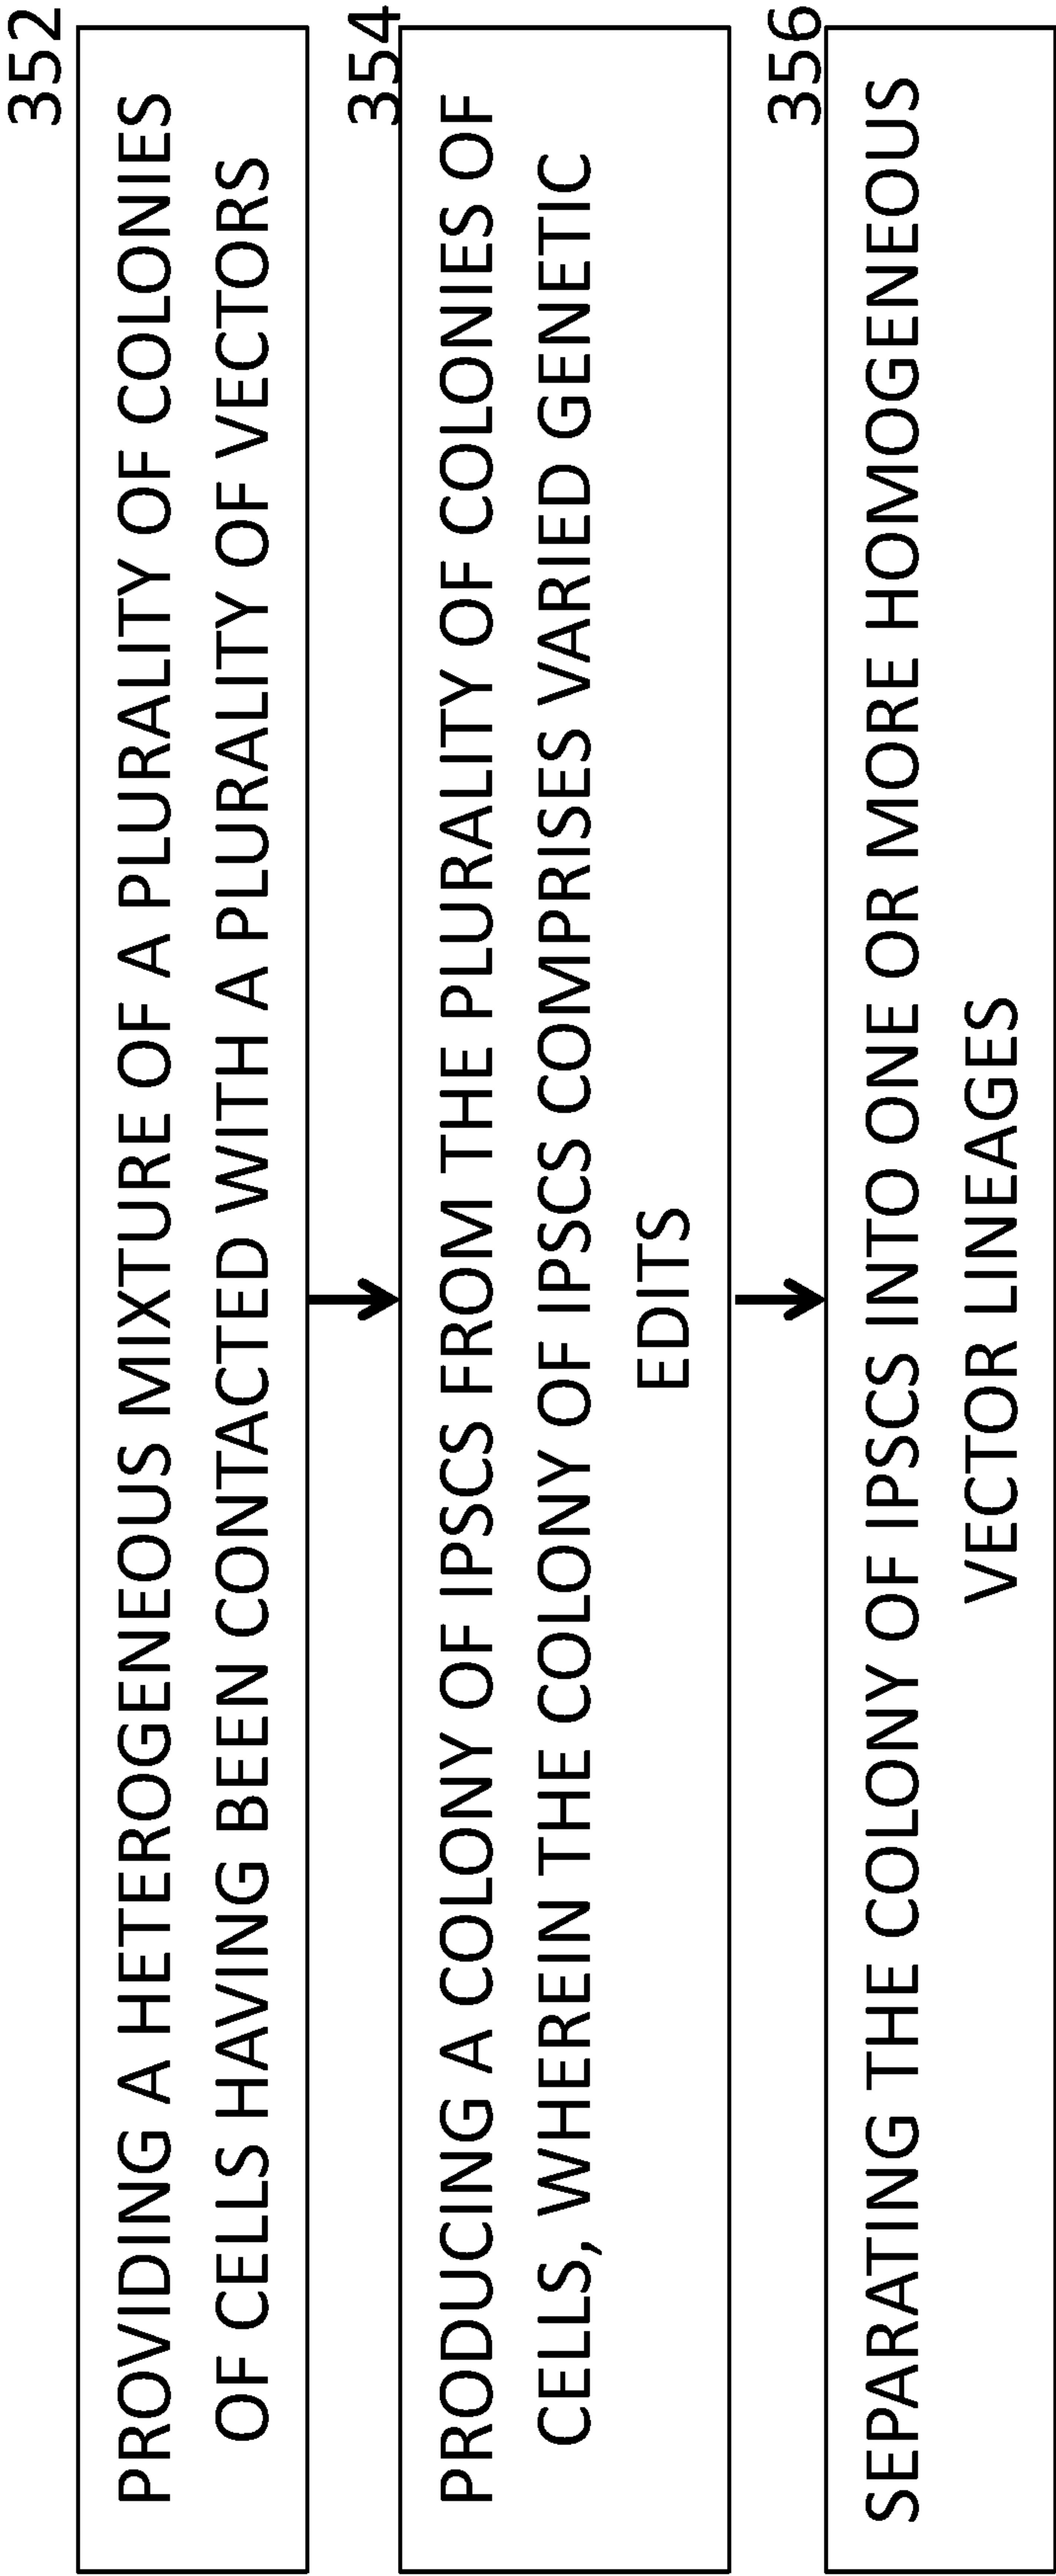 352
PROVIDING A HETEROGENEOUS MIXTURE OF A PLURALITY OF COLONIES
OF CELLS HAVING BEEN CONTACTED WITH A PLURALITY OF VECTORS
354
PRODUCING A COLONY OF IPSCS FROM THE PLURALITY OF COLONIES OF
CELLS, WHEREIN THE COLONY OF IPSCS COMPRISES VARIED GENETIC
EDITS
356
SEPARATING THE COLONY OF IPSCS INTO ONE OR MORE HOMOGENEOUS
VECTOR LINEAGES